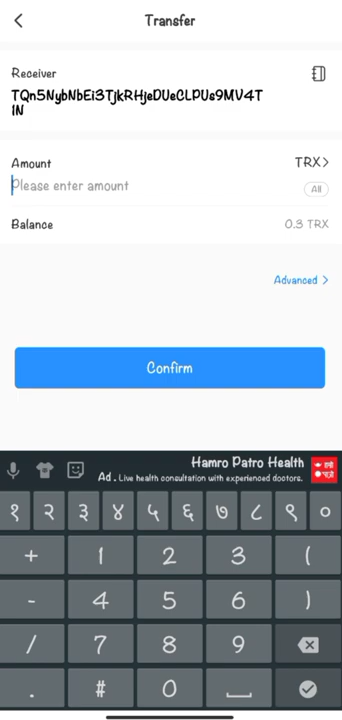 Transfer
Receiver
TQn5NybNbEi3TjkRHjeDUeCLPUs9MV4T
1N
Amount
TRX>
Please enter amount
All
Balance
0.3 TRX
Advanced >
Confirm
Hamro Patro Health
Ad . Live health consultation with experienced doctors.
१ २ ३ ४ ५ ६ ७ ८ ९ ०
+ 1 2 3 (
- 4 5 6 )
/ 7 8 9
. # 0